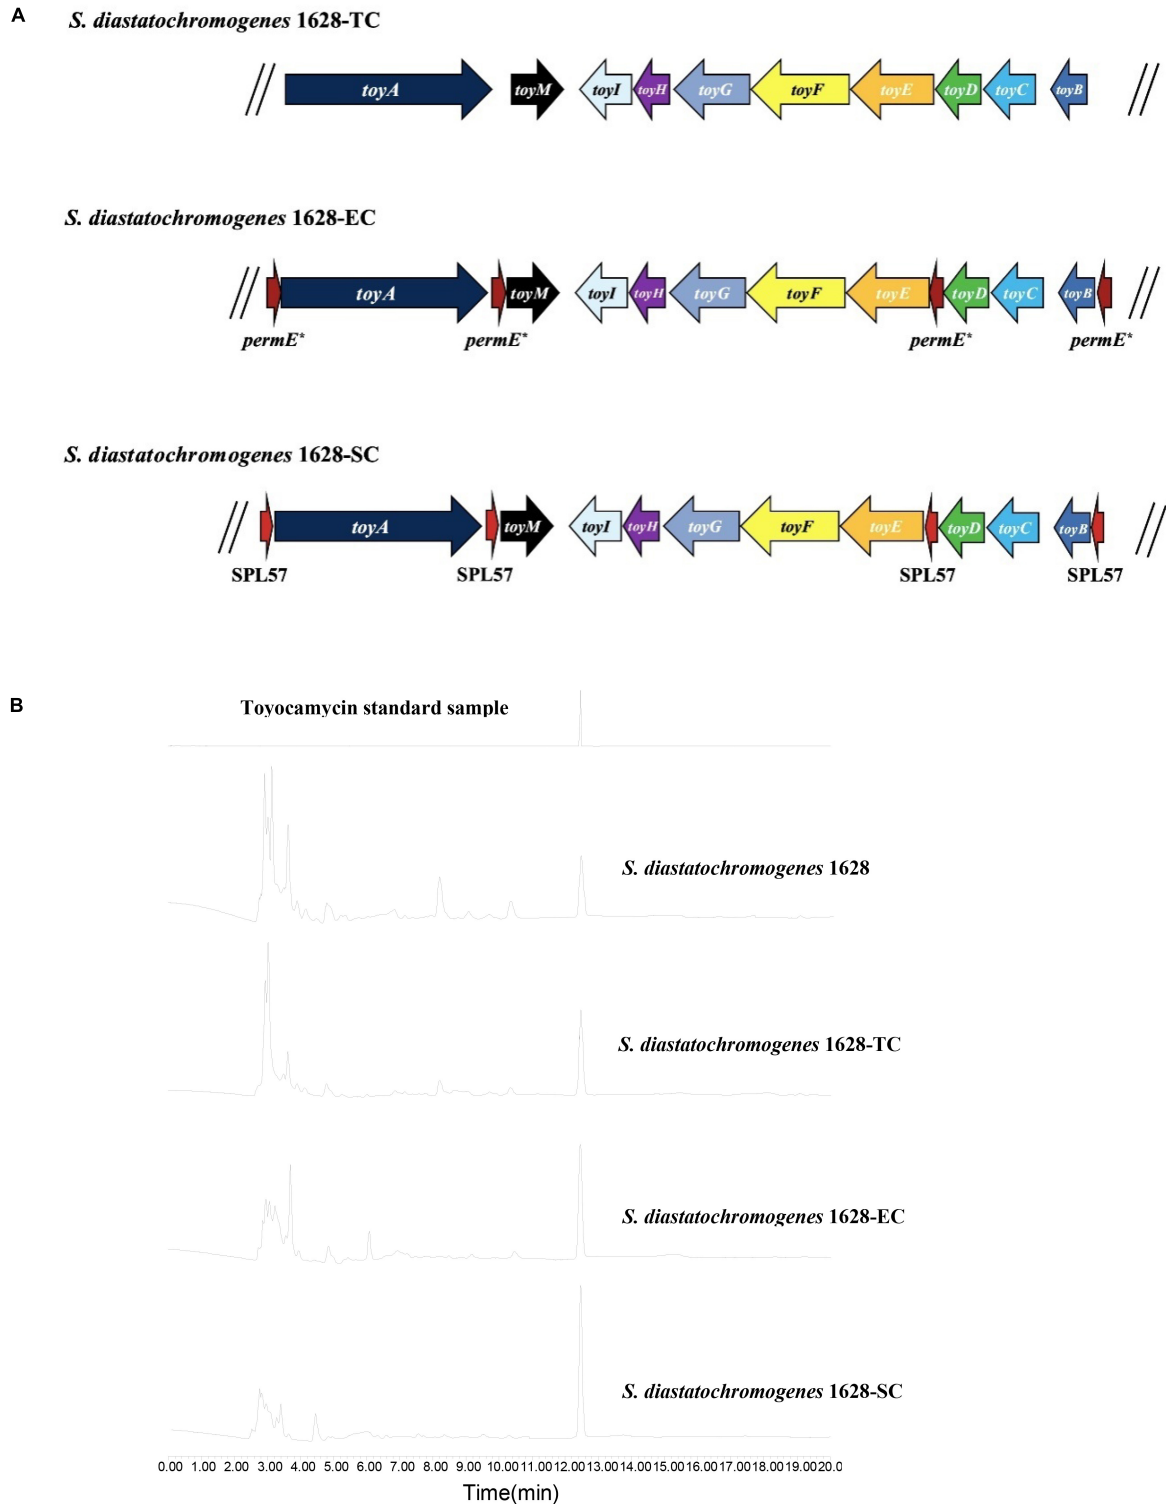 A
S. diastatochromogenes 1628-TC
toyA toyM toyI toyH toyG toyF toyE toyD toyC toyB
S. diastatochromogenes 1628-EC
toyA toyM toyI toyH toyG toyF toyE toyD toyC toyB
permE* permE* permE* permE*
S. diastatochromogenes 1628-SC
toyA toyM toyI toyH toyG toyF toyE toyD toyC toyB
SPL57 SPL57 SPL57 SPL57
B
Toyocamycin standard sample
S. diastatochromogenes 1628
S. diastatochromogenes 1628-TC
S. diastatochromogenes 1628-EC
S. diastatochromogenes 1628-SC
0.00 1.00 2.00 3.00 4.00 5.00 6.00 7.00 8.00 9.00 10.00 11.00 12.00 13.00 14.00 15.00 16.00 17.00 18.00 19.00 20.0
Time(min)